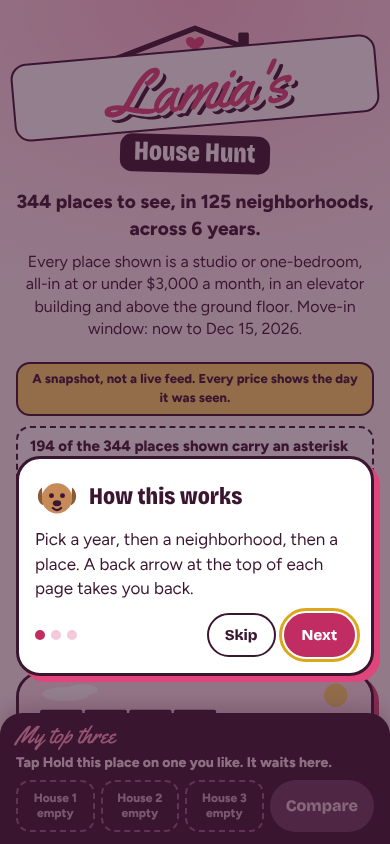 Lamia's
House Hunt
344 places to see, in 125 neighborhoods,
across 6 years.
Every place shown is a studio or one-bedroom,
all-in at or under $3,000 a month, in an elevator
building and above the ground floor. Move-in
window: now to Dec 15, 2026.
A snapshot, not a live feed. Every price shows the day
it was seen.
194 of the 344 places shown carry an asterisk
How this works
Pick a year, then a neighborhood, then a
place. A back arrow at the top of each
page takes you back.
Skip
Next
My top three
Tap Hold this place on one you like. It waits here.
House 1
empty
House 2
empty
House 3
empty
Compare